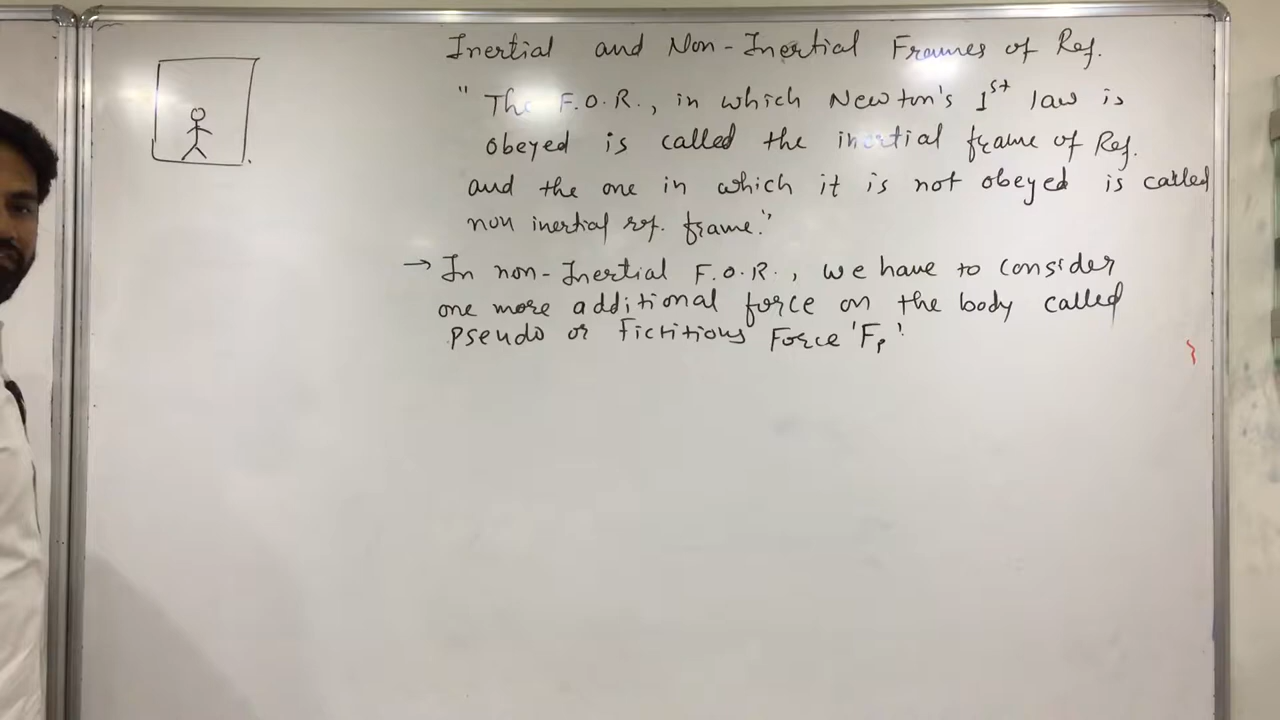 Inertial and Non-Inertial Frames of Ref.
" The F.O.R., in which Newton's 1st law is
obeyed is called the inertial frame of Ref.
and the one in which it is not obeyed is called
non inertial ref. frame."
→ In non-Inertial F.O.R., we have to consider
one more additional force on the body called
Pseudo or Fictitious Force 'Fp'